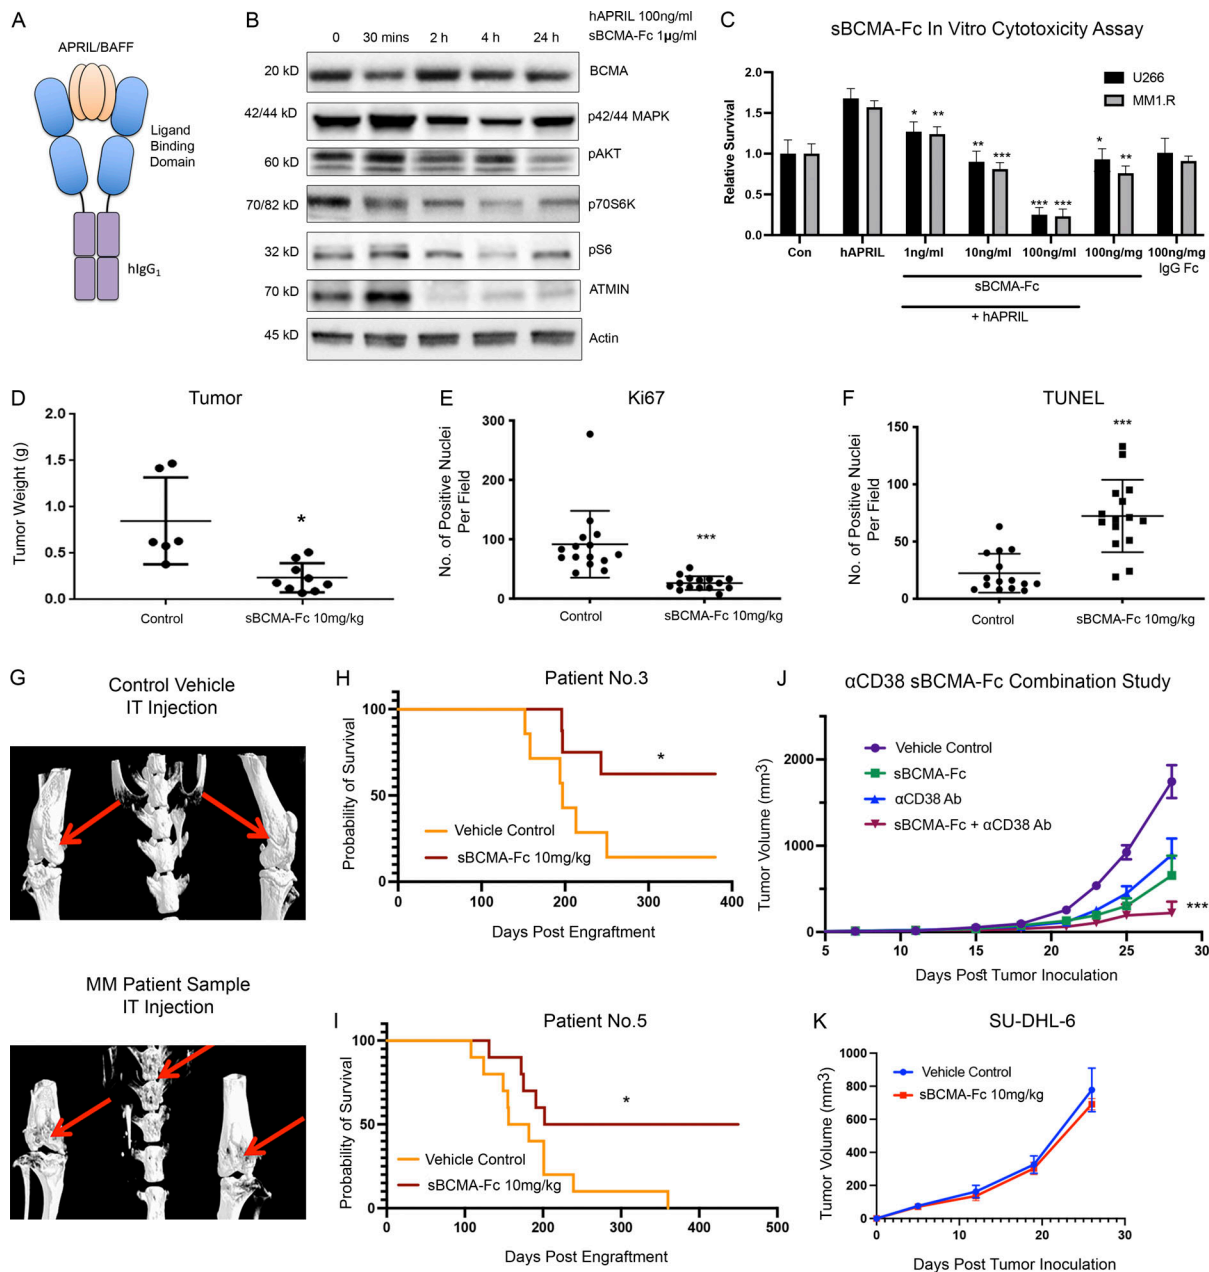 A
APRIL/BAFF
Ligand
Binding
Domain
hIgG1
B
hAPRIL 100ng/ml
0 30 mins 2 h 4 h 24 h sBCMA-Fc 1µg/ml
20 kD BCMA
42/44 kD p42/44 MAPK
60 kD pAKT
70/82 kD p70S6K
32 kD pS6
70 kD ATMIN
45 kD Actin
C
sBCMA-Fc In Vitro Cytotoxicity Assay
Relative Survival
2.0
1.5
1.0
0.5
0.0
U266
MM1.R
* ** ** *** *** *** * **
Con hAPRIL 1ng/ml 10ng/ml 100ng/ml 100ng/mg 100ng/mg
IgG Fc
sBCMA-Fc
+ hAPRIL
D
Tumor
Tumor Weight (g)
2.0
1.5
1.0
0.5
0.0
*
Control sBCMA-Fc 10mg/kg
E
Ki67
No. of Positive Nuclei
Per Field
300
200
100
0
***
Control sBCMA-Fc 10mg/kg
F
TUNEL
No. of Positive Nuclei
Per Field
150
100
50
0
***
Control sBCMA-Fc 10mg/kg
G
Control Vehicle
IT Injection
MM Patient Sample
IT Injection
H
Patient No.3
Probability of Survival
100
50
0
*
Vehicle Control
sBCMA-Fc 10mg/kg
0 100 200 300 400
Days Post Engraftment
I
Patient No.5
Probability of Survival
100
50
0
*
Vehicle Control
sBCMA-Fc 10mg/kg
0 100 200 300 400 500
Days Post Engraftment
J
αCD38 sBCMA-Fc Combination Study
Tumor Volume (mm3)
2000
1000
0
Vehicle Control
sBCMA-Fc
αCD38 Ab
sBCMA-Fc + αCD38 Ab
***
5 10 15 20 25 30
Days Post Tumor Inoculation
K
SU-DHL-6
Tumor Volume (mm3)
1000
800
600
400
200
0
Vehicle Control
sBCMA-Fc 10mg/kg
0 10 20 30
Days Post Tumor Inoculation